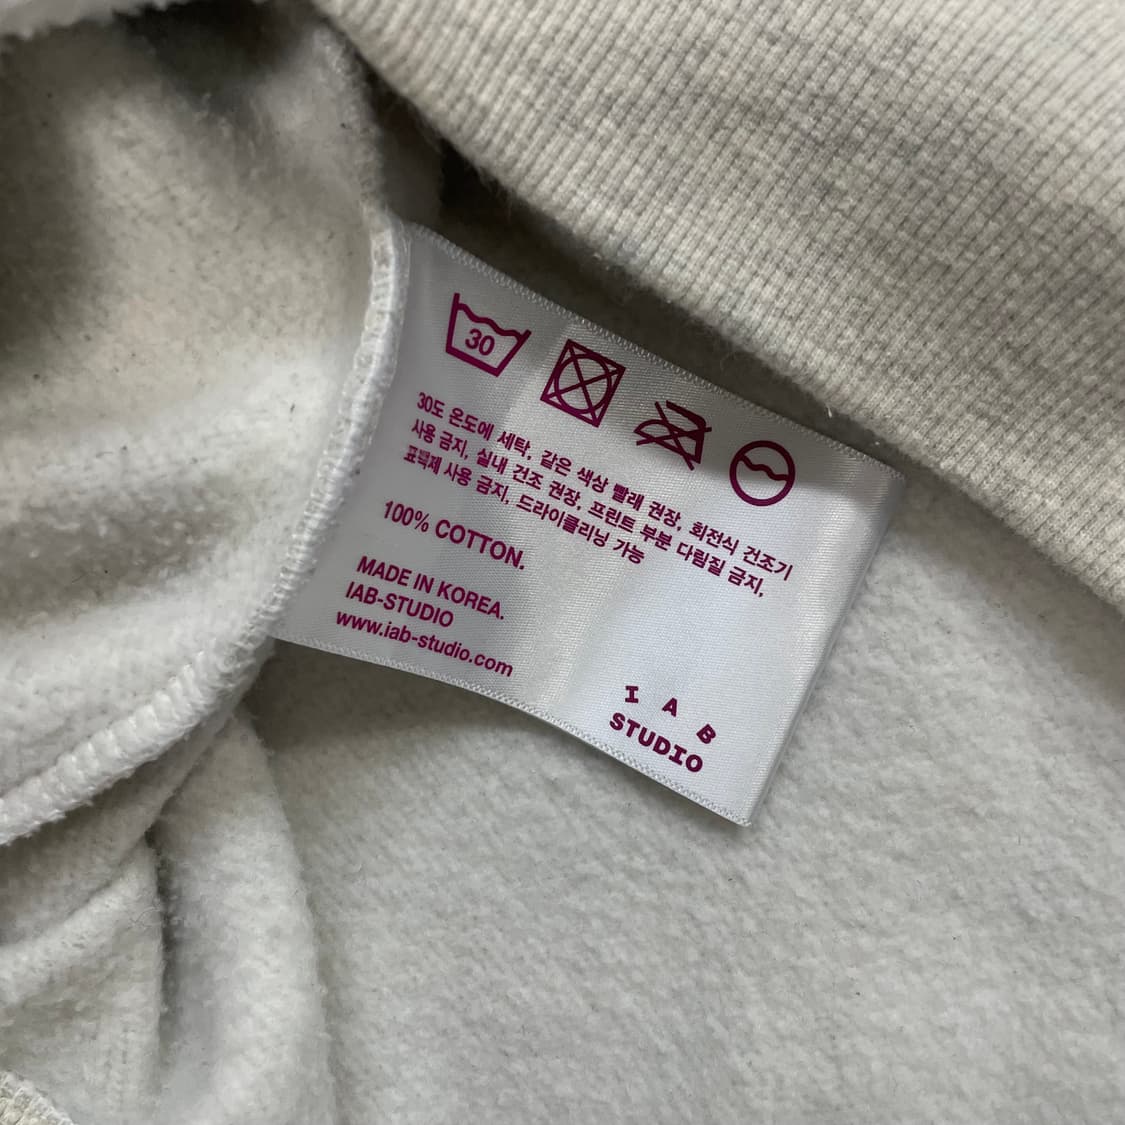 30
30도 온도에 세탁, 같은 색상 빨래 권장, 회전식 건조기
사용 금지, 실내 건조 권장, 프린트 부분 다림질 금지,
표백제 사용 금지, 드라이클리닝 가능
100% COTTON.
MADE IN KOREA.
IAB-STUDIO
www.iab-studio.com
I A B
STUDIO